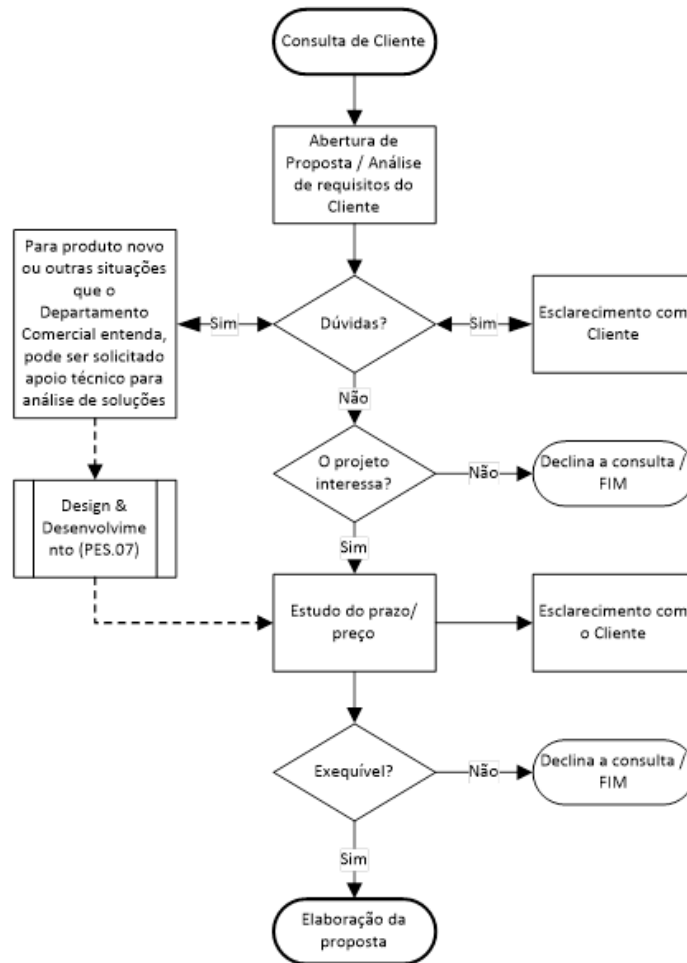 Consulta de Cliente
Abertura de
Proposta / Análise
de requisitos do
Cliente
Para produto novo
ou outras situações
que o
Departamento
Comercial entenda,
pode ser solicitado
apoio técnico para
análise de soluções
Sim
Dúvidas?
Sim
Esclarecimento com
Cliente
Não
O projeto
interessa?
Não
Declina a consulta /
FIM
Sim
Design &
Desenvolvime
nto (PES.07)
Estudo do prazo/
preço
Esclarecimento com
o Cliente
Exequível?
Não
Declina a consulta /
FIM
Sim
Elaboração da
proposta